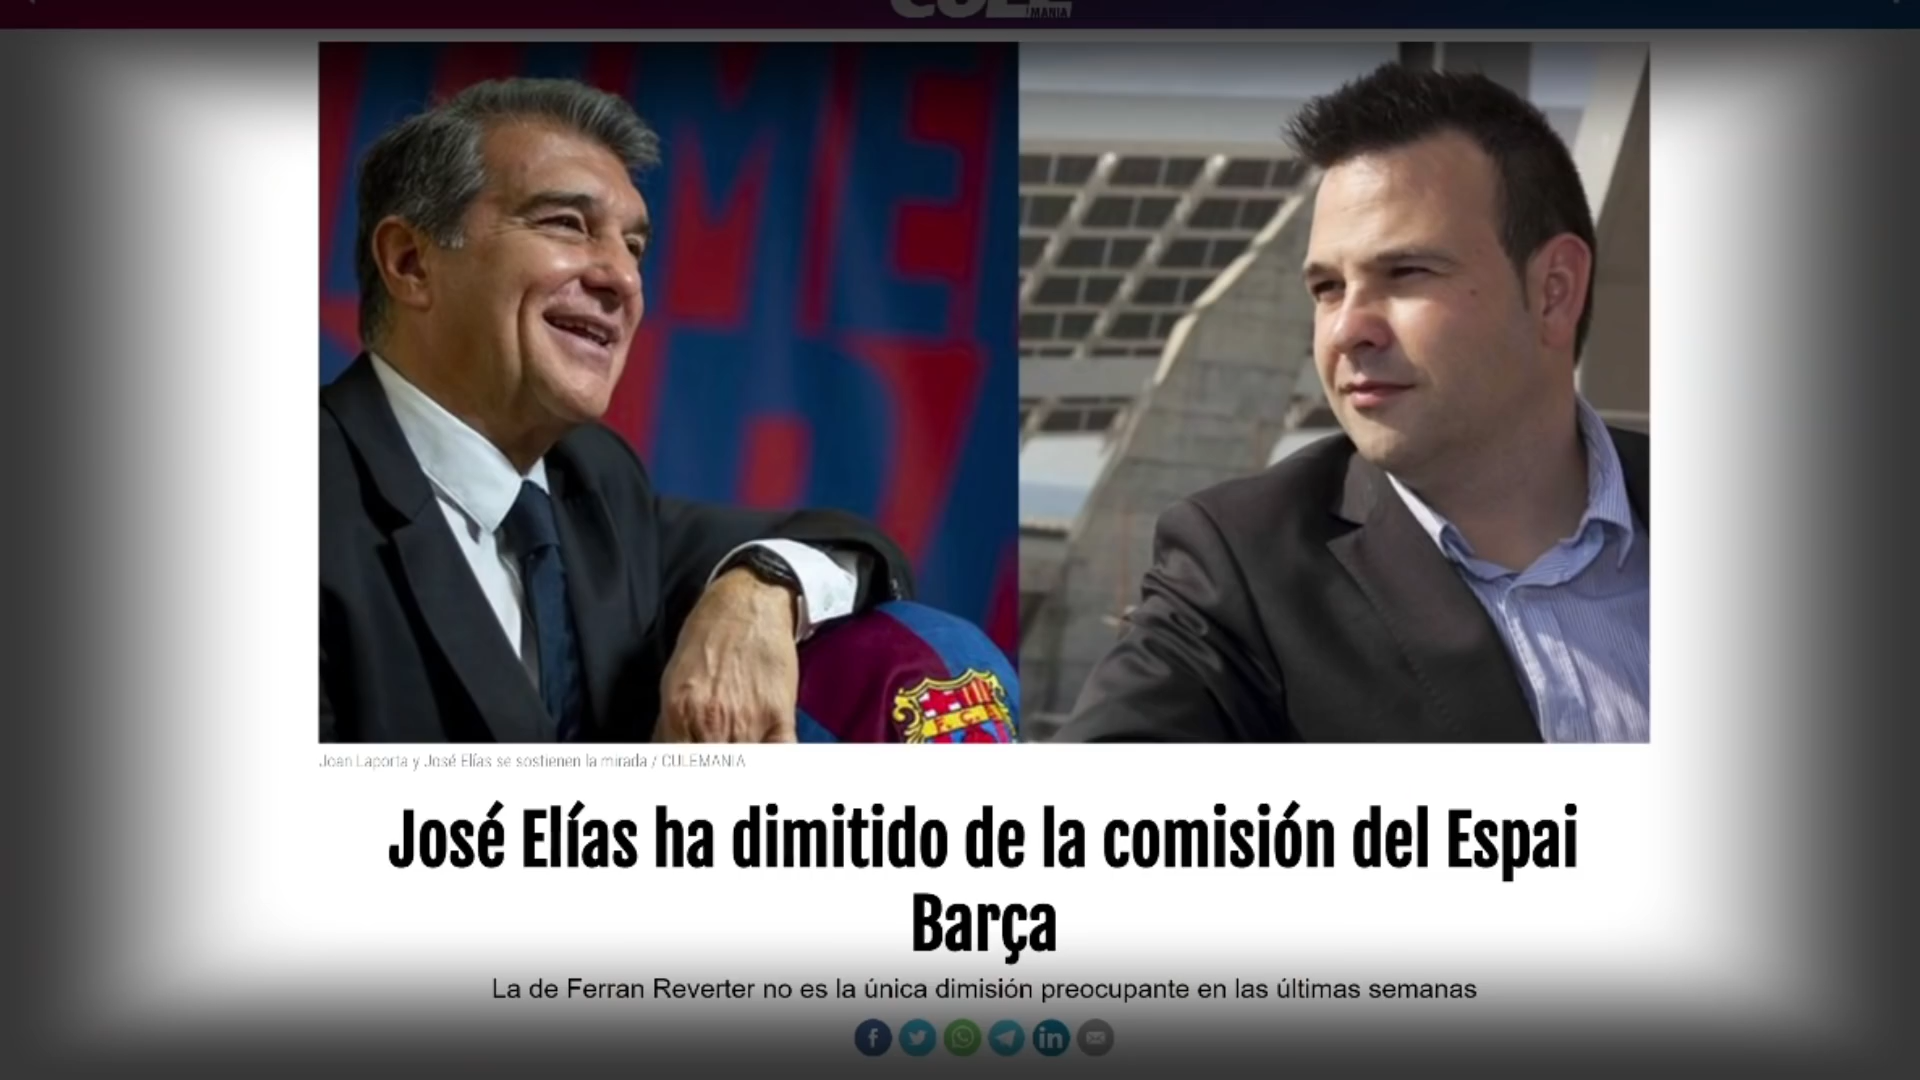 MANIA
Joan Laporta y José Elías se sostienen la mirada / CULEMANIA
José Elías ha dimitido de la comisión del Espai
Barça
La de Ferran Reverter no es la única dimisión preocupante en las últimas semanas